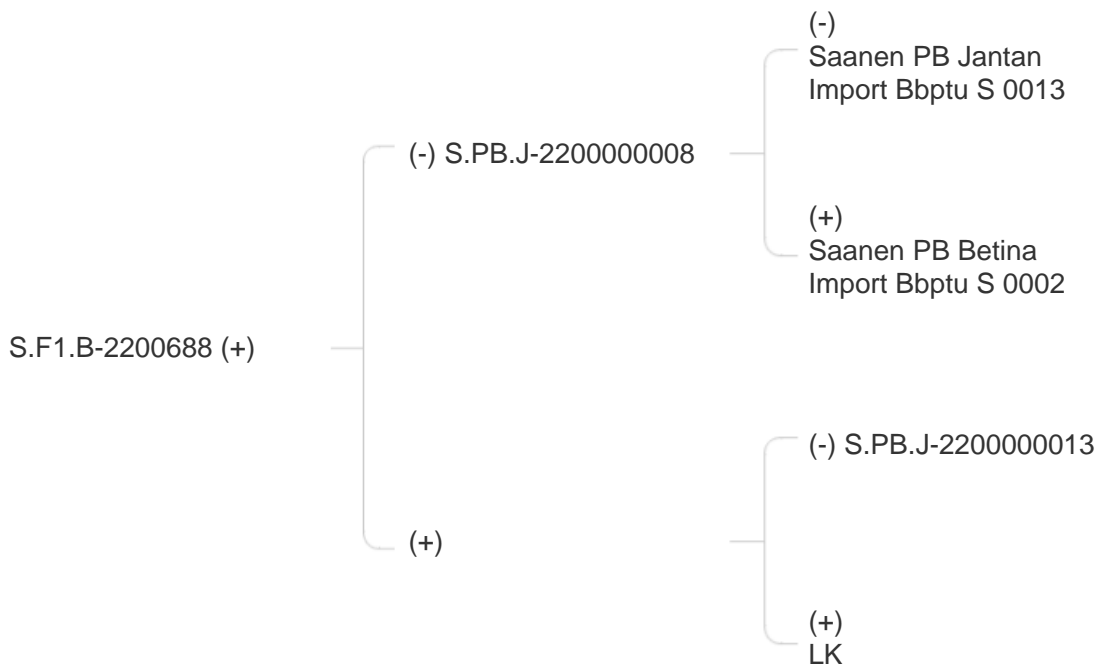 (-)
Saanen PB Jantan
Import Bbptu S 0013
(-) S.PB.J-2200000008
(+)
Saanen PB Betina
Import Bbptu S 0002
S.F1.B-2200688 (+)
(-) S.PB.J-2200000013
(+)
(+)
LK